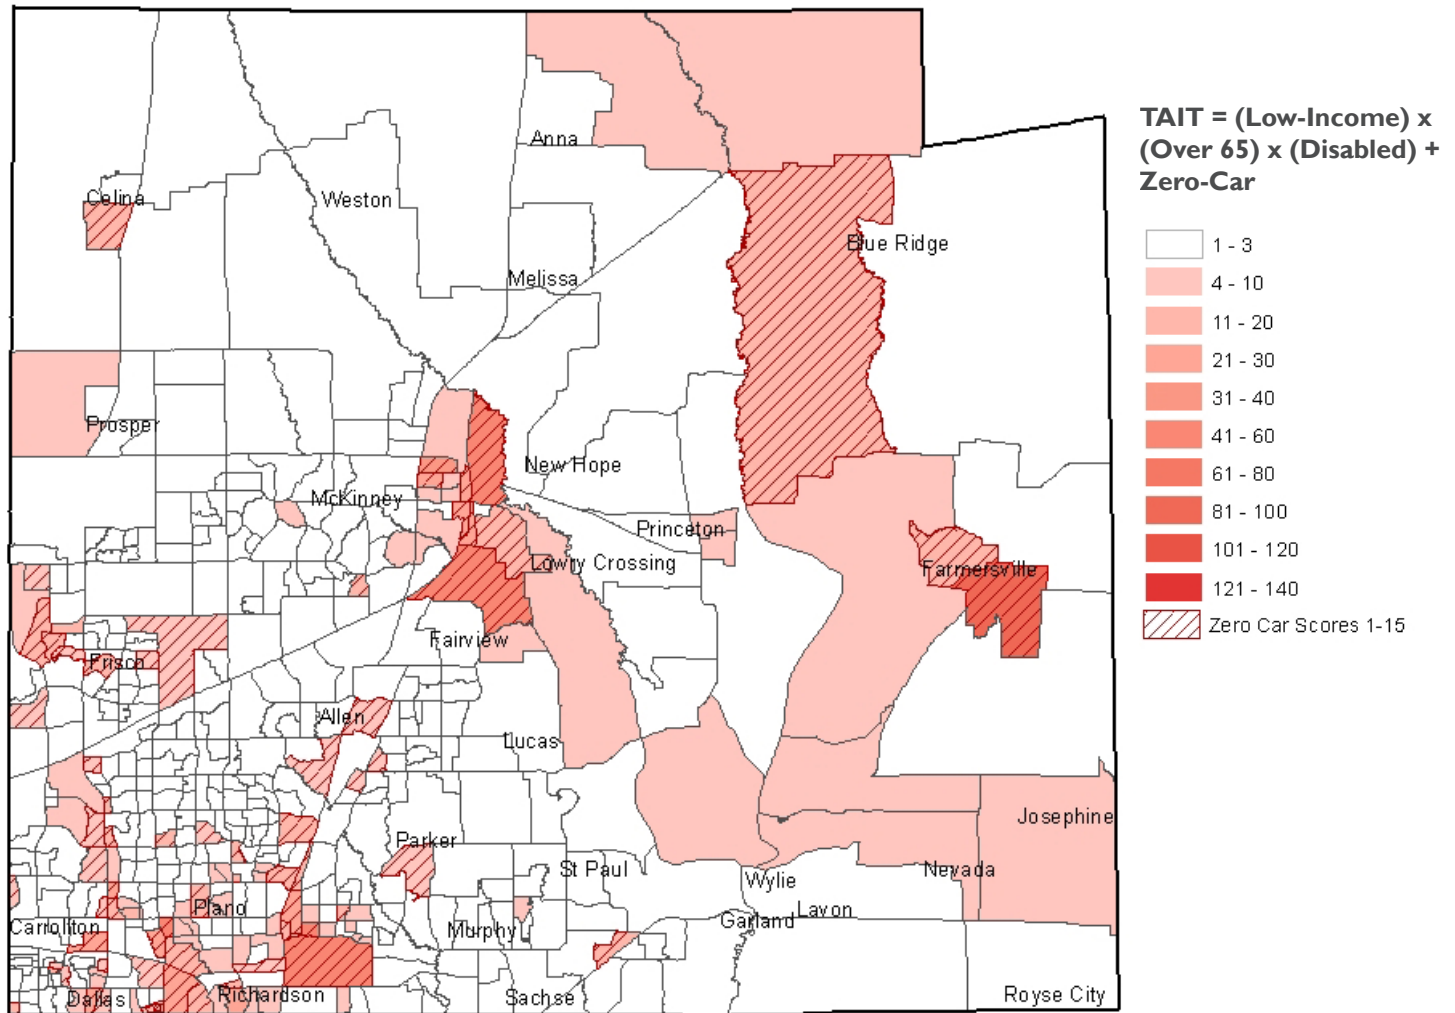 TAIT = (Low-Income) x
(Over 65) x (Disabled) +
Zero-Car
1 - 3
4 - 10
11 - 20
21 - 30
31 - 40
41 - 60
61 - 80
81 - 100
101 - 120
121 - 140
Zero Car Scores 1-15
Anna
Celina
Weston
Blue Ridge
Melissa
Prosper
New Hope
McKinney
Princeton
Lowry Crossing
Farmersville
Fairview
Frisco
Allen
Lucas
Josephine
Parker
St Paul
Nevada
Wylie
Plano
Lavon
Garland
Carrollton
Murphy
Dallas
Richardson
Sachse
Royse City